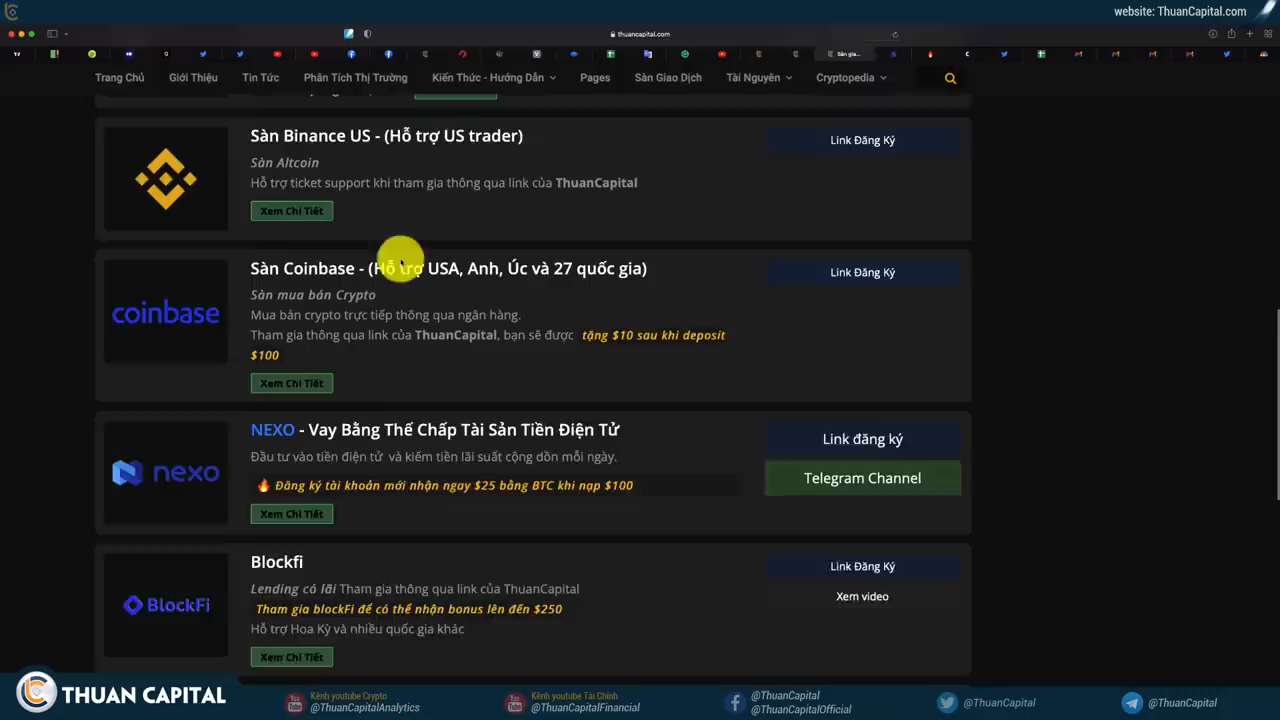 website: ThuanCapital.com
thuancapital.com
Sàn gia...
Trang Chủ
Giới Thiệu
Tin Tức
Phân Tích Thị Trường
Kiến Thức - Hướng Dẫn
Pages
Sàn Giao Dịch
Tài Nguyên
Cryptopedia
Sàn Binance US - (Hỗ trợ US trader)
Link Đăng Ký
Sàn Altcoin
Hỗ trợ ticket support khi tham gia thông qua link của ThuanCapital
Xem Chi Tiết
Sàn Coinbase - (Hỗ trợ USA, Anh, Úc và 27 quốc gia)
Link Đăng Ký
coinbase
Sàn mua bán Crypto
Mua bán crypto trực tiếp thông qua ngân hàng.
Tham gia thông qua link của ThuanCapital, bạn sẽ được tặng $10 sau khi deposit
$100
Xem Chi Tiết
nexo
NEXO - Vay Bằng Thế Chấp Tài Sản Tiền Điện Tử
Link đăng ký
Đầu tư vào tiền điện tử và kiếm tiền lãi suất cộng dồn mỗi ngày.
Telegram Channel
🔥 Đăng ký tài khoản mới nhận ngay $25 bằng BTC khi nạp $100
Xem Chi Tiết
BlockFi
Blockfi
Link Đăng Ký
Lending có lãi Tham gia thông qua link của ThuanCapital
Xem video
Tham gia blockFi để có thể nhận bonus lên đến $250
Hỗ trợ Hoa Kỳ và nhiều quốc gia khác
Xem Chi Tiết
THUAN CAPITAL
Kênh youtube Crypto
@ThuanCapitalAnalytics
Kênh youtube Tài Chính
@ThuanCapitalFinancial
@ThuanCapital
@ThuanCapitalOfficial
@ThuanCapital
@ThuanCapital